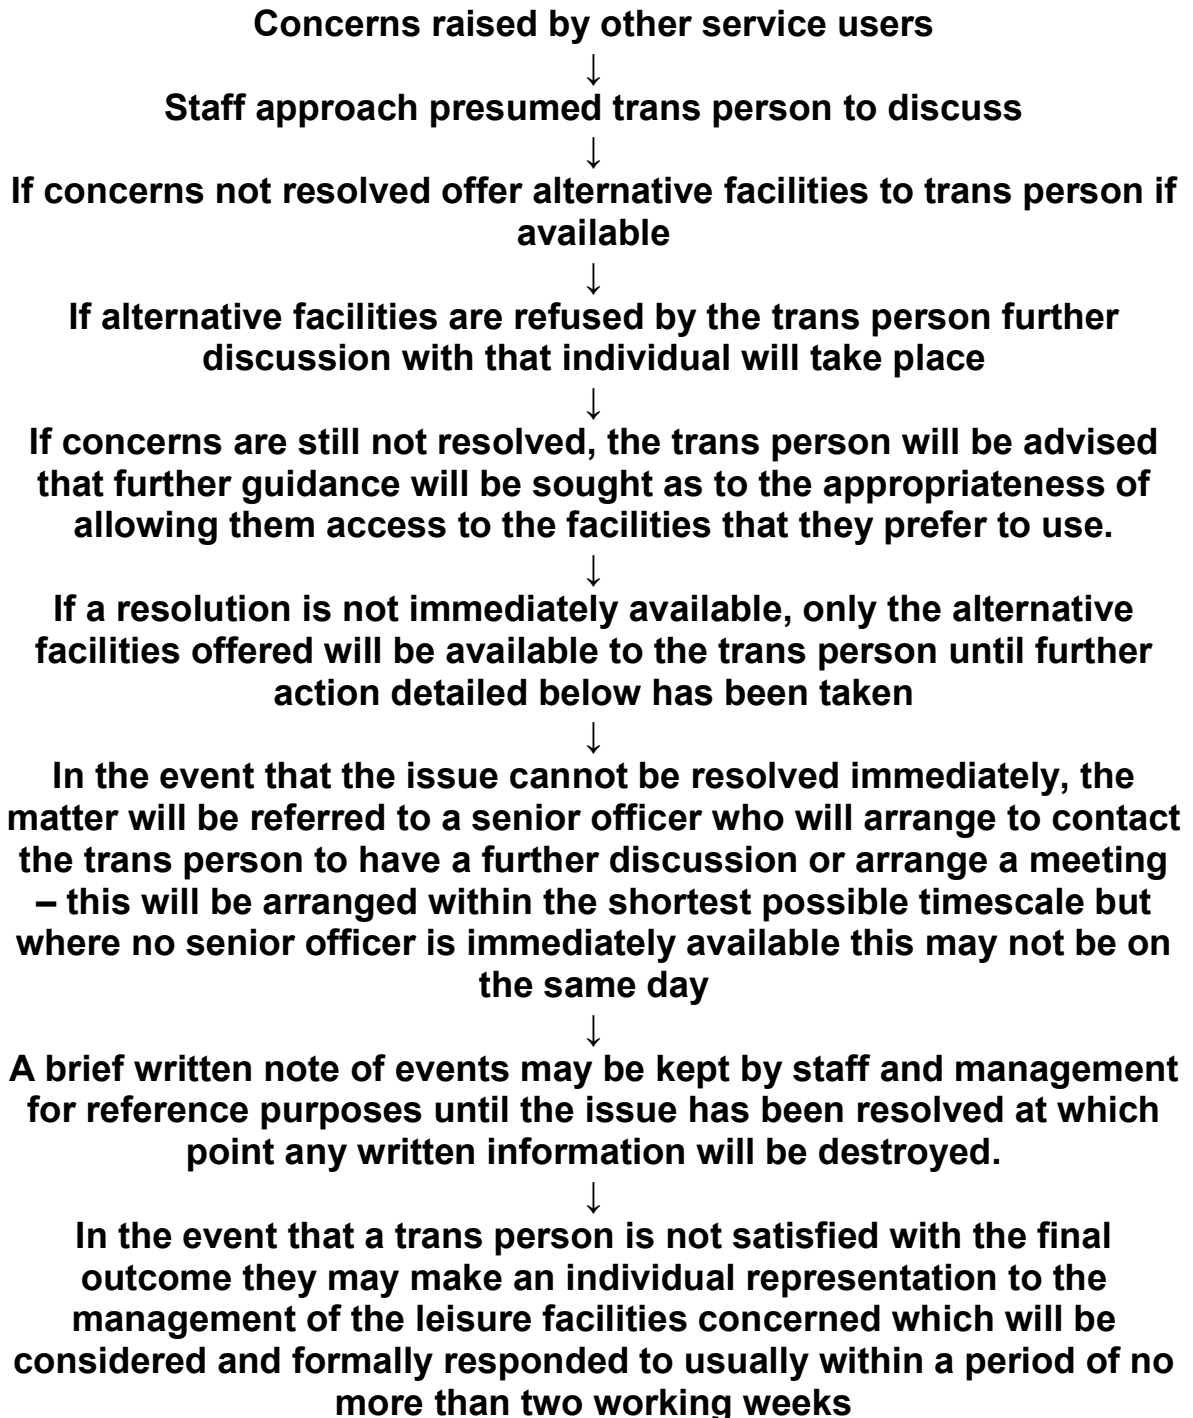 Concerns raised by other service users
↓
Staff approach presumed trans person to discuss
↓
If concerns not resolved offer alternative facilities to trans person if
available
↓
If alternative facilities are refused by the trans person further
discussion with that individual will take place
↓
If concerns are still not resolved, the trans person will be advised
that further guidance will be sought as to the appropriateness of
allowing them access to the facilities that they prefer to use.
↓
If a resolution is not immediately available, only the alternative
facilities offered will be available to the trans person until further
action detailed below has been taken
↓
In the event that the issue cannot be resolved immediately, the
matter will be referred to a senior officer who will arrange to contact
the trans person to have a further discussion or arrange a meeting
– this will be arranged within the shortest possible timescale but
where no senior officer is immediately available this may not be on
the same day
↓
A brief written note of events may be kept by staff and management
for reference purposes until the issue has been resolved at which
point any written information will be destroyed.
↓
In the event that a trans person is not satisfied with the final
outcome they may make an individual representation to the
management of the leisure facilities concerned which will be
considered and formally responded to usually within a period of no
more than two working weeks